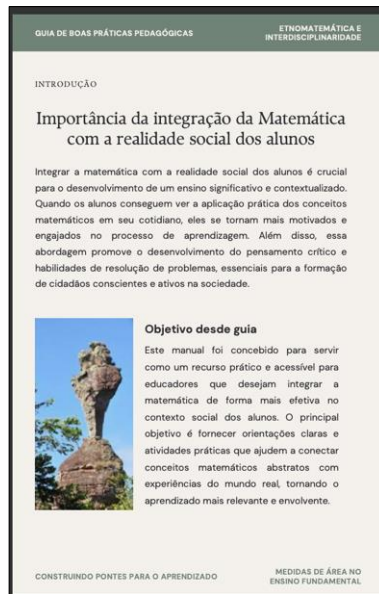 GUIA DE BOAS PRÁTICAS PEDAGÓGICAS
ETNOMATEMÁTICA E
INTERDISCIPLINARIDADE
INTRODUÇÃO
Importância da integração da Matemática
com a realidade social dos alunos
Integrar a matemática com a realidade social dos alunos é crucial
para o desenvolvimento de um ensino significativo e contextualizado.
Quando os alunos conseguem ver a aplicação prática dos conceitos
matemáticos em seu cotidiano, eles se tornam mais motivados e
engajados no processo de aprendizagem. Além disso, essa
abordagem promove o desenvolvimento do pensamento crítico e
habilidades de resolução de problemas, essenciais para a formação
de cidadãos conscientes e ativos na sociedade.
Objetivo desde guia
Este manual foi concebido para servir
como um recurso prático e acessível para
educadores que desejam integrar a
matemática de forma mais efetiva no
contexto social dos alunos. O principal
objetivo é fornecer orientações claras e
atividades práticas que ajudem a conectar
conceitos matemáticos abstratos com
experiências do mundo real, tornando o
aprendizado mais relevante e envolvente.
CONSTRUINDO PONTES PARA O APRENDIZADO
MEDIDAS DE ÁREA NO
ENSINO FUNDAMENTAL